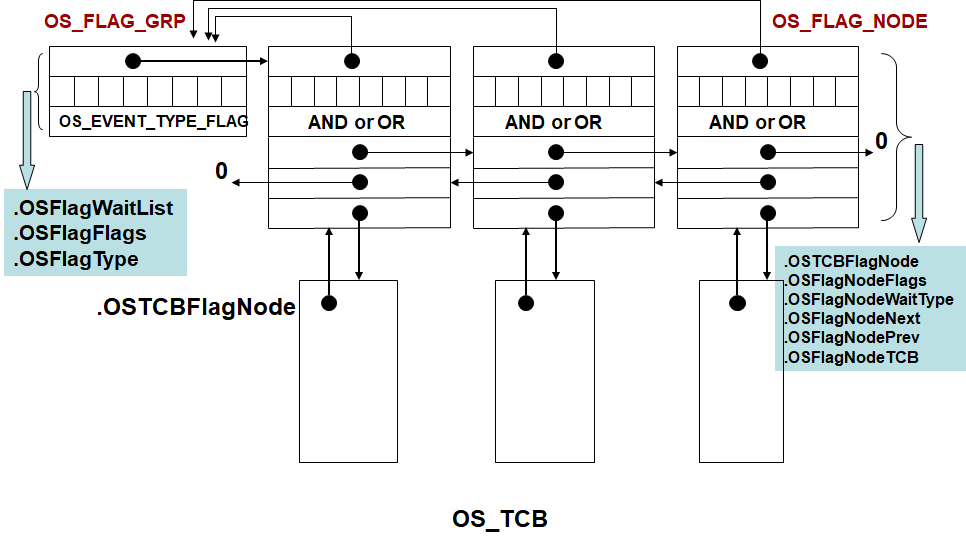 OS_FLAG_GRP
OS_FLAG_NODE
OS_EVENT_TYPE_FLAG
AND or OR
AND or OR
AND or OR
0
0
.OSFlagWaitList
.OSFlagFlags
.OSFlagType
.OSTCBFlagNode
.OSFlagNodeFlags
.OSFlagNodeWaitType
.OSFlagNodeNext
.OSFlagNodePrev
.OSFlagNodeTCB
.OSTCBFlagNode
OS_TCB